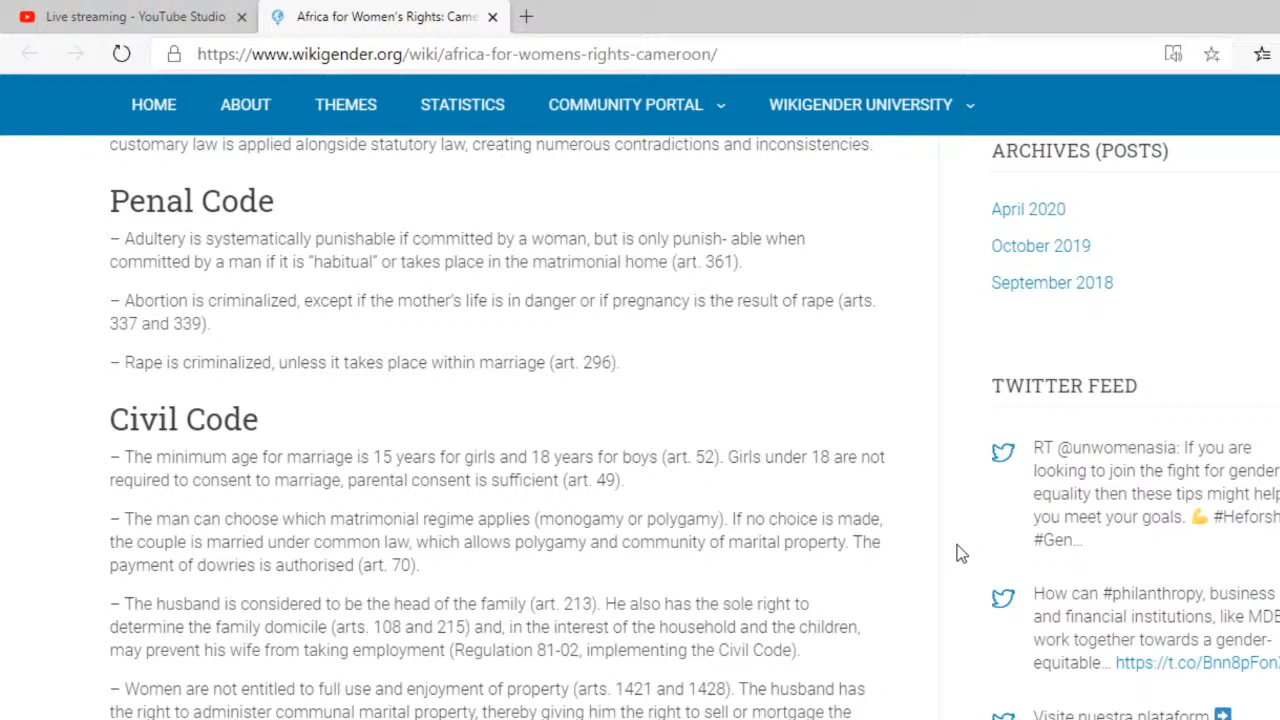 Live streaming - YouTube Studio
Africa for Women's Rights: Came
https://www.wikigender.org/wiki/africa-for-womens-rights-cameroon/
HOME ABOUT THEMES STATISTICS COMMUNITY PORTAL WIKIGENDER UNIVERSITY
customary law is applied alongside statutory law, creating numerous contradictions and inconsistencies.
Penal Code
– Adultery is systematically punishable if committed by a woman, but is only punish- able when
committed by a man if it is “habitual” or takes place in the matrimonial home (art. 361).
– Abortion is criminalized, except if the mother's life is in danger or if pregnancy is the result of rape (arts.
337 and 339).
– Rape is criminalized, unless it takes place within marriage (art. 296).
Civil Code
– The minimum age for marriage is 15 years for girls and 18 years for boys (art. 52). Girls under 18 are not
required to consent to marriage, parental consent is sufficient (art. 49).
– The man can choose which matrimonial regime applies (monogamy or polygamy). If no choice is made,
the couple is married under common law, which allows polygamy and community of marital property. The
payment of dowries is authorised (art. 70).
– The husband is considered to be the head of the family (art. 213). He also has the sole right to
determine the family domicile (arts. 108 and 215) and, in the interest of the household and the children,
may prevent his wife from taking employment (Regulation 81-02, implementing the Civil Code).
– Women are not entitled to full use and enjoyment of property (arts. 1421 and 1428). The husband has
the right to administer communal marital property, thereby giving him the right to sell or mortgage the
ARCHIVES (POSTS)
April 2020
October 2019
September 2018
TWITTER FEED
RT @unwomenasia: If you are
looking to join the fight for gender
equality then these tips might help
you meet your goals. 💪 #Heforsh
#Gen...
How can #philanthropy, business
and financial institutions, like MDB
work together towards a gender-
equitable... https://t.co/Bnn8pFon
Visite nuestra plataform ➡️